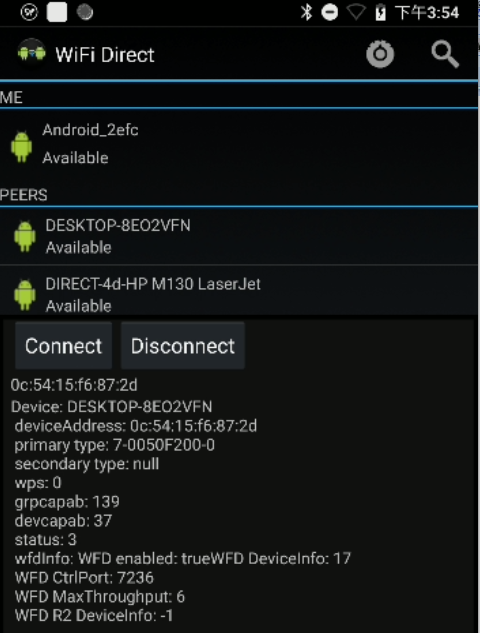 下午3:54
WiFi Direct
ME
Android_2efc
Available
PEERS
DESKTOP-8EO2VFN
Available
DIRECT-4d-HP M130 LaserJet
Available
Connect Disconnect
0c:54:15:f6:87:2d
Device: DESKTOP-8EO2VFN
deviceAddress: 0c:54:15:f6:87:2d
primary type: 7-0050F200-0
secondary type: null
wps: 0
grpcapab: 139
devcapab: 37
status: 3
wfdInfo: WFD enabled: trueWFD DeviceInfo: 17
WFD CtrlPort: 7236
WFD MaxThroughput: 6
WFD R2 DeviceInfo: -1